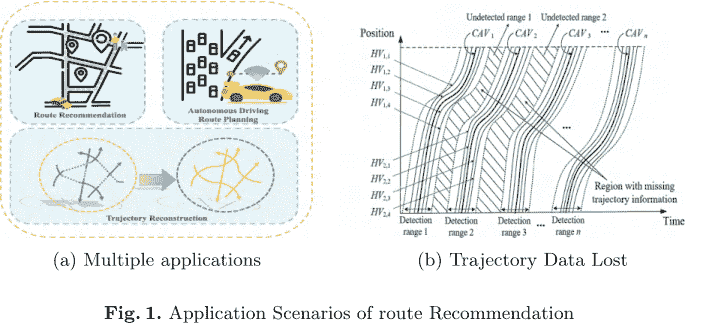 Route Recommendation
Autonomous Driving
Route Planning
Trajectory Reconstruction
(a) Multiple applications
Undetected range 1
Undetected range 2
Position
CAV1
CAV2
CAV3
...
CAVn
HV1,1
HV1,2
HV1,3
HV1,4
...
HV2,1
HV2,2
HV2,3
HV2,4
Region with missing
trajectory information
Detection
range 1
Detection
range 2
Detection
range 3
...
Detection
range n
Time
(b) Trajectory Data Lost
Fig. 1. Application Scenarios of route Recommendation